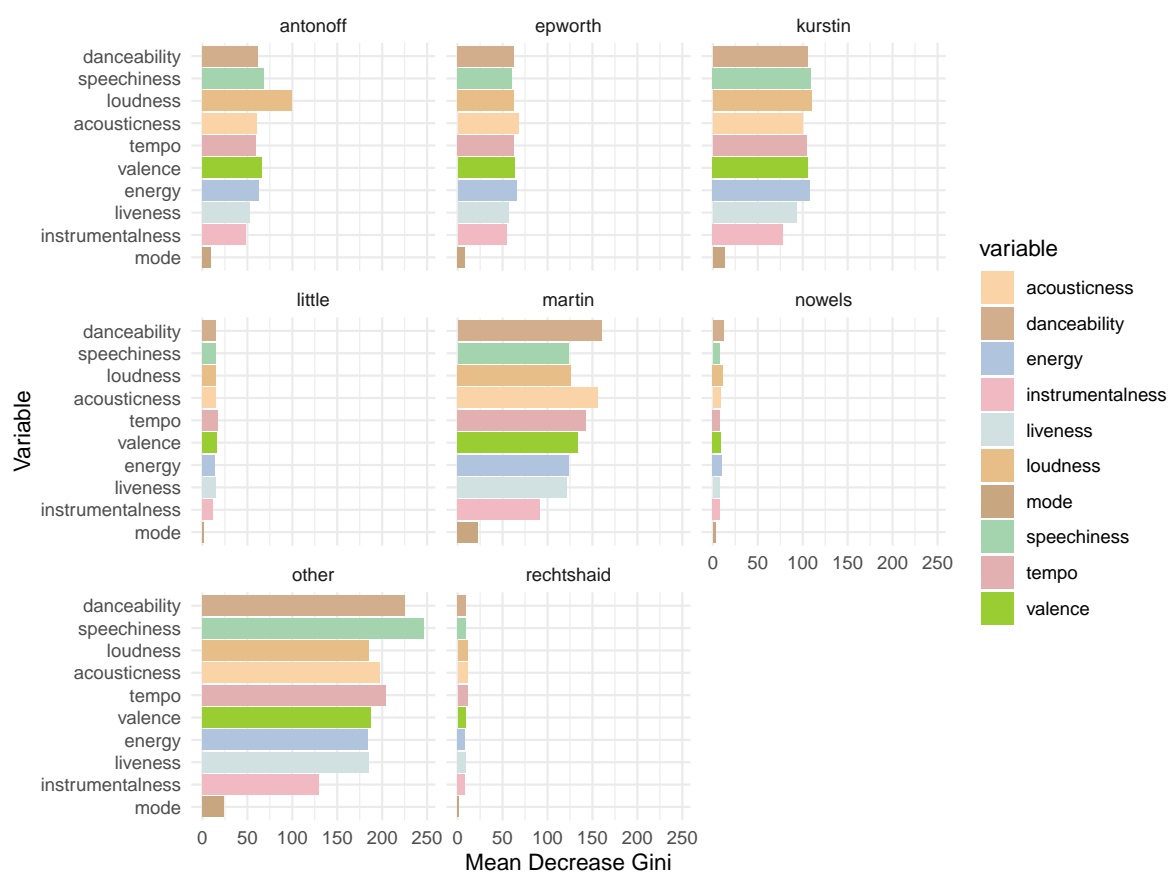 antonoff epworth kurstin
danceability
speechiness
loudness
acousticness
tempo
valence
energy
liveness
instrumentalness
mode
little martin nowels
danceability
speechiness
loudness
acousticness
tempo
valence
energy
liveness
instrumentalness
mode
0 50 100 150 200 250
other rechtshaid
danceability
speechiness
loudness
acousticness
tempo
valence
energy
liveness
instrumentalness
mode
0 50 100 150 200 250 0 50 100 150 200 250
Mean Decrease Gini
Variable
variable
acousticness
danceability
energy
instrumentalness
liveness
loudness
mode
speechiness
tempo
valence